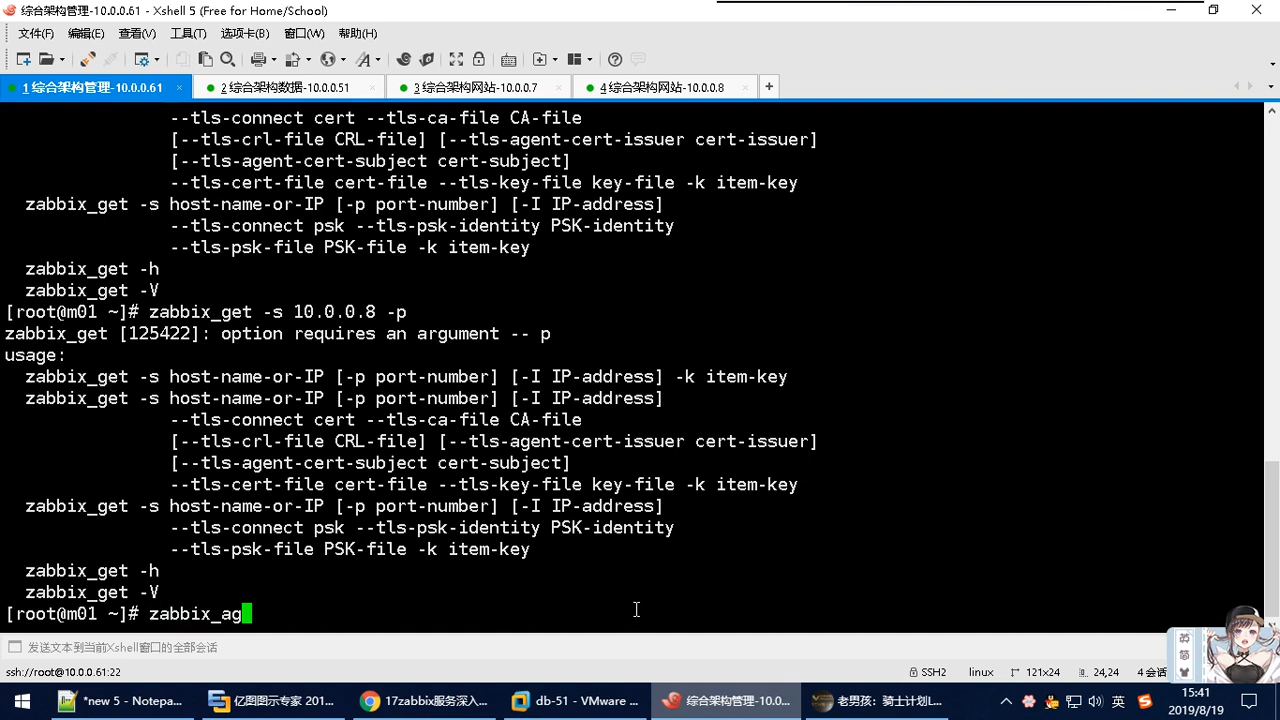 综合架构管理-10.0.0.61 - Xshell 5 (Free for Home/School)
文件(F) 编辑(E) 查看(V) 工具(T) 选项卡(B) 窗口(W) 帮助(H)
1 综合架构管理-10.0.0.61 × 2 综合架构数据-10.0.0.51 × 3 综合架构网站-10.0.0.7 × 4 综合架构网站-10.0.0.8 × +
--tls-connect cert --tls-ca-file CA-file
[--tls-crl-file CRL-file] [--tls-agent-cert-issuer cert-issuer]
[--tls-agent-cert-subject cert-subject]
--tls-cert-file cert-file --tls-key-file key-file -k item-key
zabbix_get -s host-name-or-IP [-p port-number] [-I IP-address]
--tls-connect psk --tls-psk-identity PSK-identity
--tls-psk-file PSK-file -k item-key
zabbix_get -h
zabbix_get -V
[root@m01 ~]# zabbix_get -s 10.0.0.8 -p
zabbix_get [125422]: option requires an argument -- p
usage:
zabbix_get -s host-name-or-IP [-p port-number] [-I IP-address] -k item-key
zabbix_get -s host-name-or-IP [-p port-number] [-I IP-address]
--tls-connect cert --tls-ca-file CA-file
[--tls-crl-file CRL-file] [--tls-agent-cert-issuer cert-issuer]
[--tls-agent-cert-subject cert-subject]
--tls-cert-file cert-file --tls-key-file key-file -k item-key
zabbix_get -s host-name-or-IP [-p port-number] [-I IP-address]
--tls-connect psk --tls-psk-identity PSK-identity
--tls-psk-file PSK-file -k item-key
zabbix_get -h
zabbix_get -V
[root@m01 ~]# zabbix_ag
发送文本到当前Xshell窗口的全部会话
英
简
ssh://root@10.0.0.61:22 SSH2 linux 121x24 24,24 4 会话
*new 5 - Notepa... 亿图图示专家 201... 17zabbix服务深入... db-51 - VMware ... 综合架构管理-10.0... 老男孩：骑士计划L... 英 15:41
2019/8/19